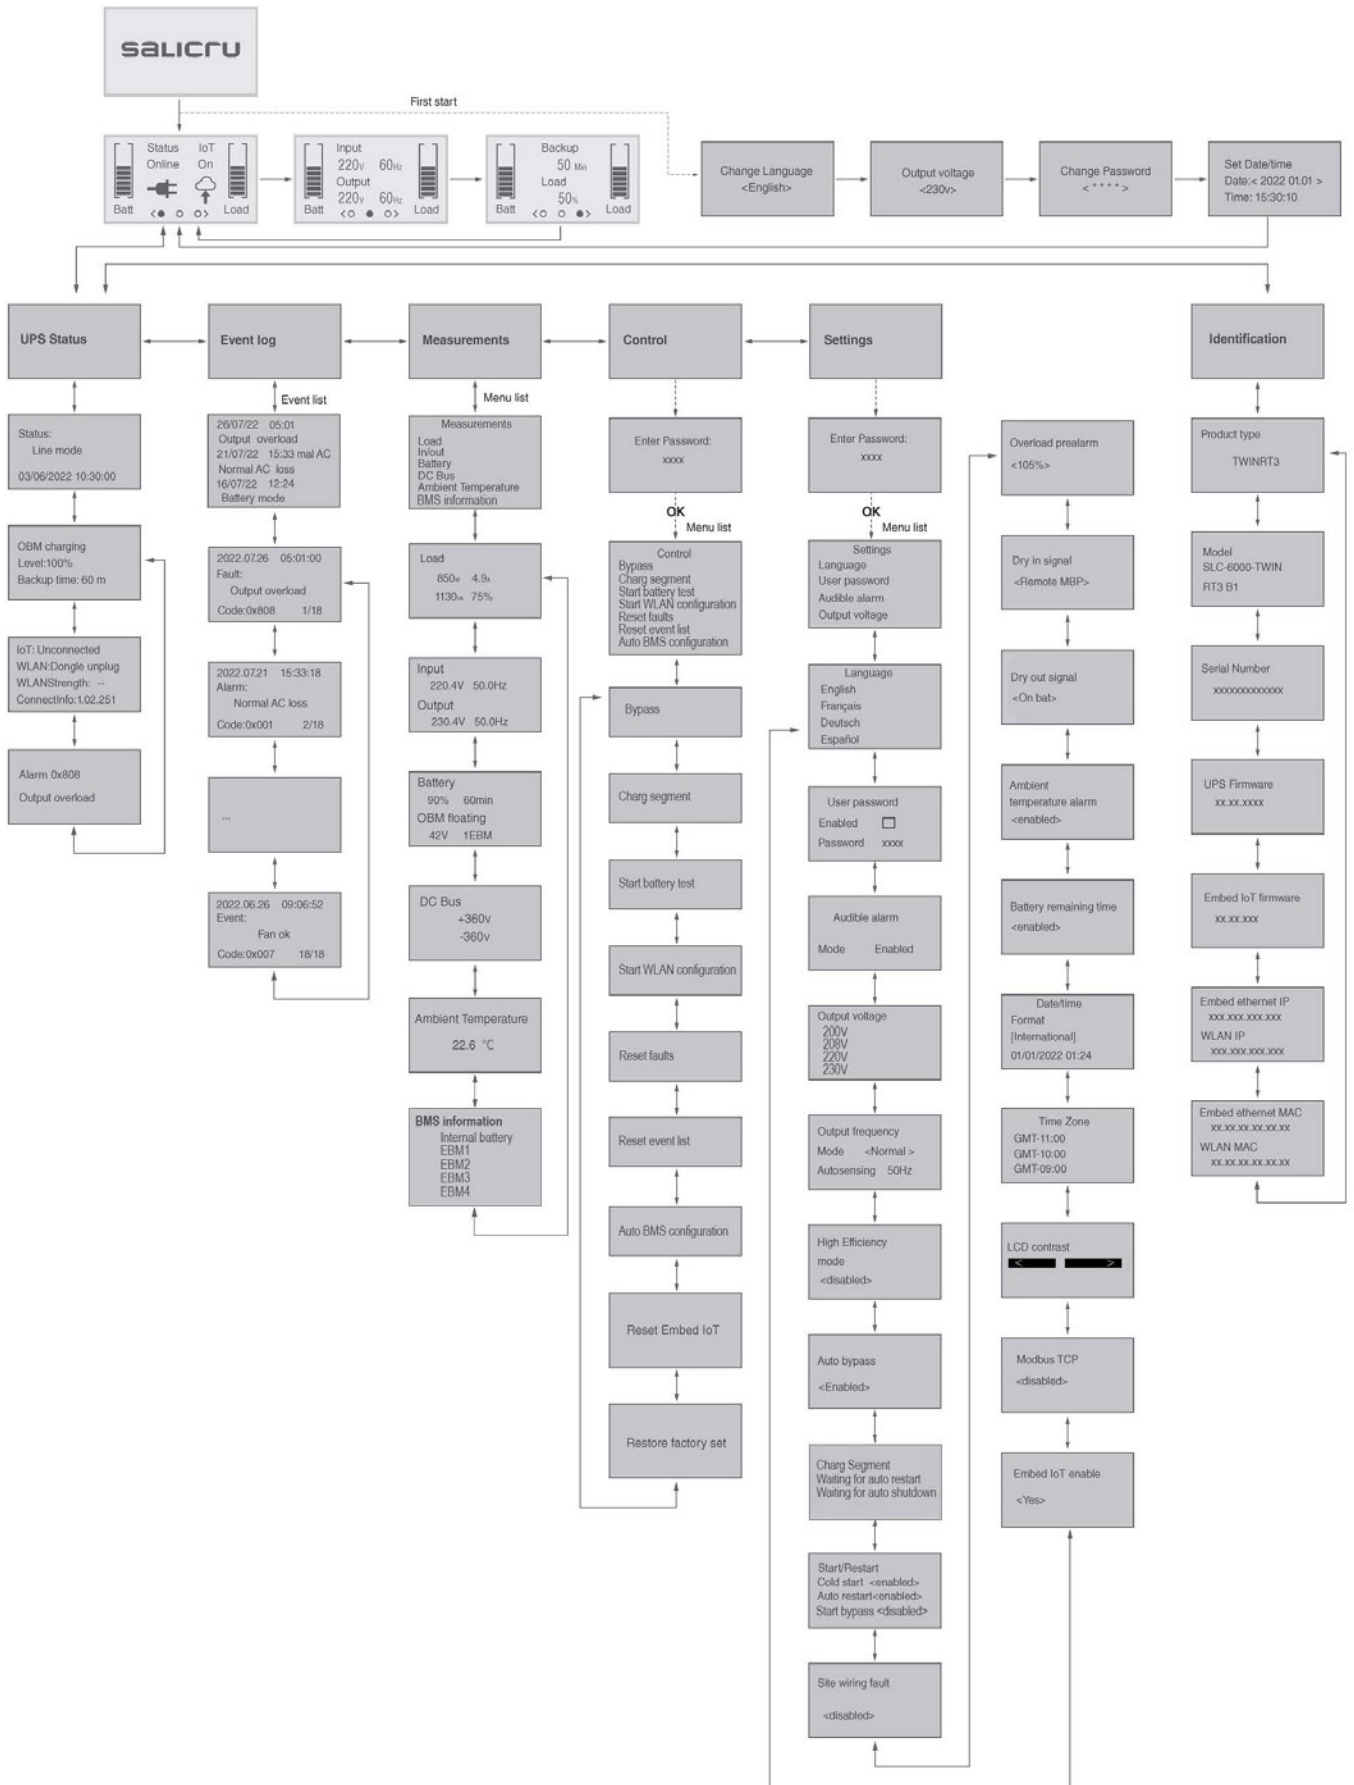 salicru
First start
Status IoT
Online On
Batt
Load
< >
Input
220v 60Hz
Output
220v 60Hz
Batt
Load
< >
Backup
50 Min
Load
50%
Batt
Load
< >
Change Language
<English>
Output voltage
<230v>
Change Password
< * * * * >
Set Date/time
Date:< 2022 01.01 >
Time: 15:30:10
UPS Status
Event log
Measurements
Control
Settings
Identification
Status:
Line mode
03/06/2022 10:30:00
OBM charging
Level:100%
Backup time: 60 m
IoT: Unconnected
WLAN:Dongle unplug
WLANStrength: --
ConnectInfo:1.02.251
Alarm 0x808
Output overload
Event list
26/07/22 05:01
Output overload
21/07/22 15:33 mal AC
Normal AC loss
16/07/22 12:24
Battery mode
2022.07.26 05:01:00
Fault:
Output overload
Code:0x808 1/18
2022.07.21 15:33:18
Alarm:
Normal AC loss
Code:0x001 2/18
...
2022.06.26 09:06:52
Event:
Fan ok
Code:0x007 18/18
Menu list
Measurements
Load
In/out
Battery
DC Bus
Ambient Temperature
BMS information
Load
850w 4.9A
1130VA 75%
Input
220.4V 50.0Hz
Output
230.4V 50.0Hz
Battery
90% 60min
OBM floating
42V 1EBM
DC Bus
+360v
-360v
Ambient Temperature
22.6 °C
BMS information
Internal battery
EBM1
EBM2
EBM3
EBM4
Enter Password:
xxxx
OK
Menu list
Control
Bypass
Charg segment
Start battery test
Start WLAN configuration
Reset faults
Reset event list
Auto BMS configuration
Bypass
Charg segment
Start battery test
Start WLAN configuration
Reset faults
Reset event list
Auto BMS configuration
Reset Embed IoT
Restore factory set
Enter Password:
xxxx
OK
Menu list
Settings
Language
User password
Audible alarm
Output voltage
Language
English
Français
Deutsch
Español
User password
Enabled
Password xxxx
Audible alarm
Mode Enabled
Output voltage
200V
208V
220V
230V
Output frequency
Mode <Normal >
Autosensing 50Hz
High Efficiency
mode
<disabled>
Auto bypass
<Enabled>
Charg Segment
Waiting for auto restart
Waiting for auto shutdown
Start/Restart
Cold start <enabled>
Auto restart<enabled>
Start bypass <disabled>
Site wiring fault
<disabled>
Overload prealarm
<105%>
Dry in signal
<Remote MBP>
Dry out signal
<On bat>
Ambient
temperature alarm
<enabled>
Battery remaining time
<enabled>
Date/time
Format
[International]
01/01/2022 01:24
Time Zone
GMT-11:00
GMT-10:00
GMT-09:00
LCD contrast
< >
Modbus TCP
<disabled>
Embed IoT enable
<Yes>
Product type
TWINRT3
Model
SLC-6000-TWIN
RT3 B1
Serial Number
xxxxxxxxxxxxx
UPS Firmware
xx.xx.xxxx
Embed IoT firmware
xx.xx.xxx
Embed ethernet IP
xxx.xxx.xxx.xxx
WLAN IP
xxx.xxx.xxx.xxx
Embed ethernet MAC
xx.xx.xx.xx.xx.xx
WLAN MAC
xx.xx.xx.xx.xx.xx